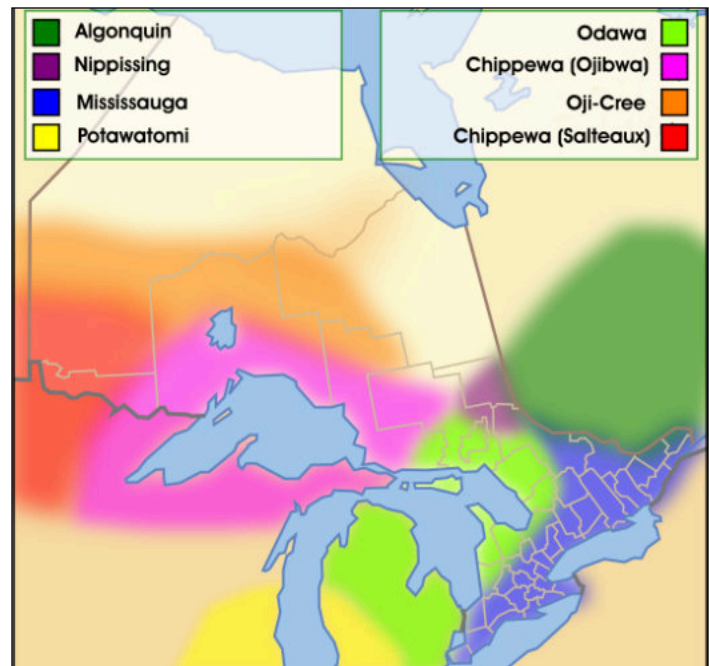 Algonquin
Nippissing
Mississauga
Potawatomi
Odawa
Chippewa (Ojibwa)
Oji-Cree
Chippewa (Salteaux)